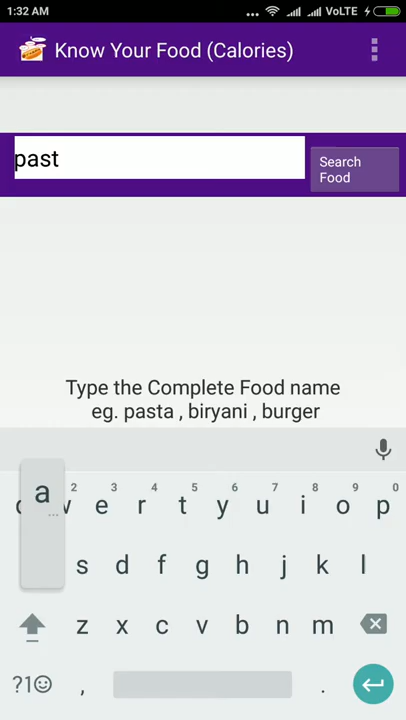 1:32 AM
... VoLTE
Know Your Food (Calories)
past
Search
Food
Type the Complete Food name
eg. pasta , biryani , burger
a
...
2 3 4 5 6 7 8 9 0
w e r t y u i o p
s d f g h j k l
z x c v b n m
?1☺ , .